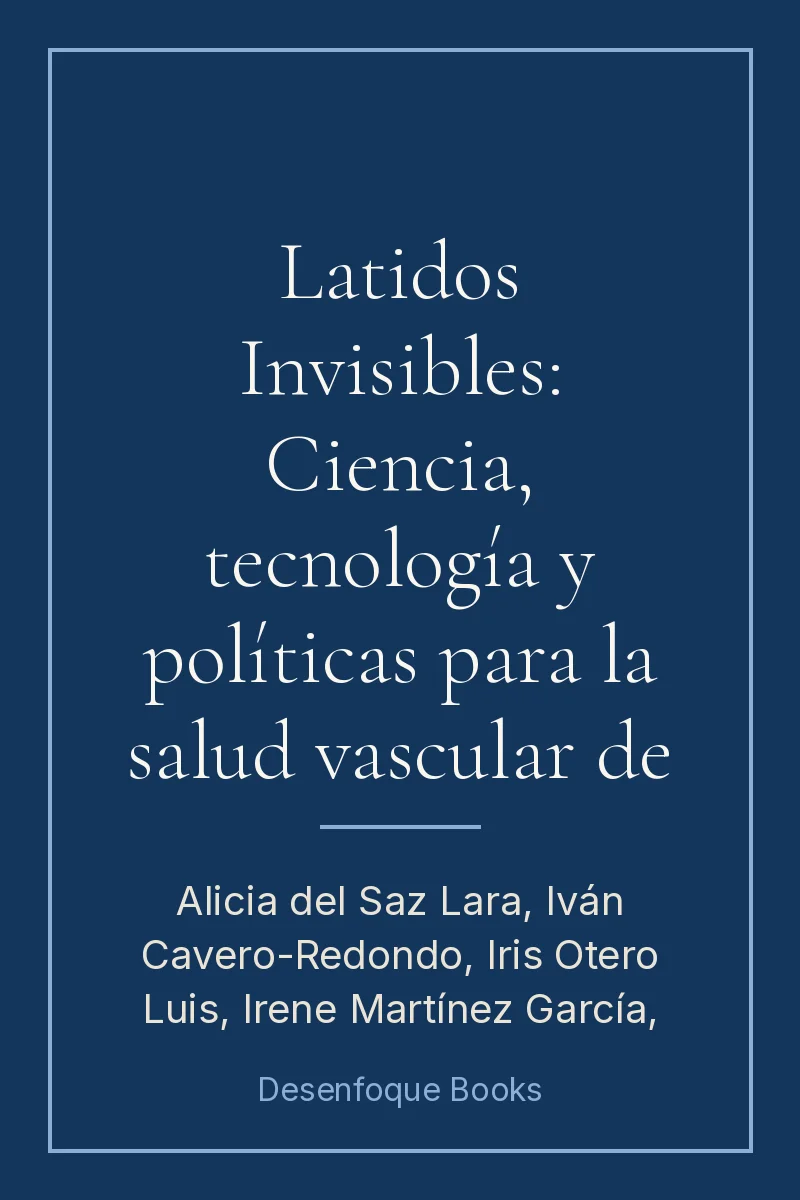 Latidos
Invisibles:
Ciencia,
tecnología y
políticas para la
salud vascular de
Alicia del Saz Lara, Iván
Cavero-Redondo, Iris Otero
Luis, Irene Martínez García,
Desenfoque Books